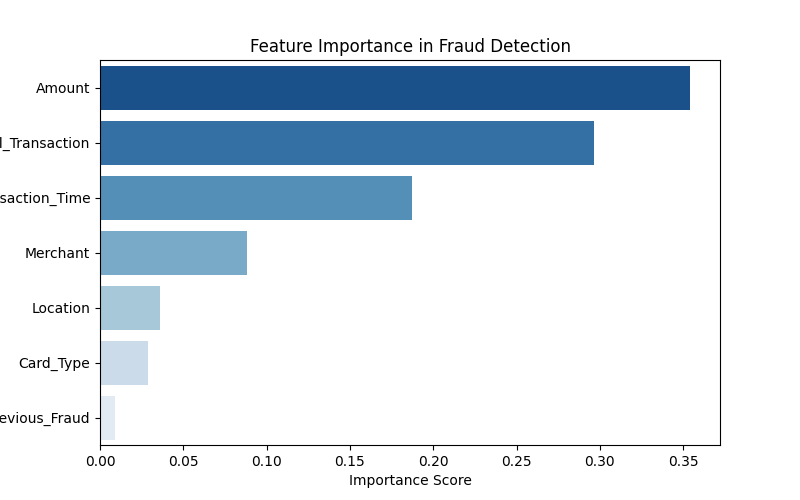 Feature Importance in Fraud Detection
Amount
l_Transaction
saction_Time
Merchant
Location
Card_Type
evious_Fraud
0.00 0.05 0.10 0.15 0.20 0.25 0.30 0.35
Importance Score